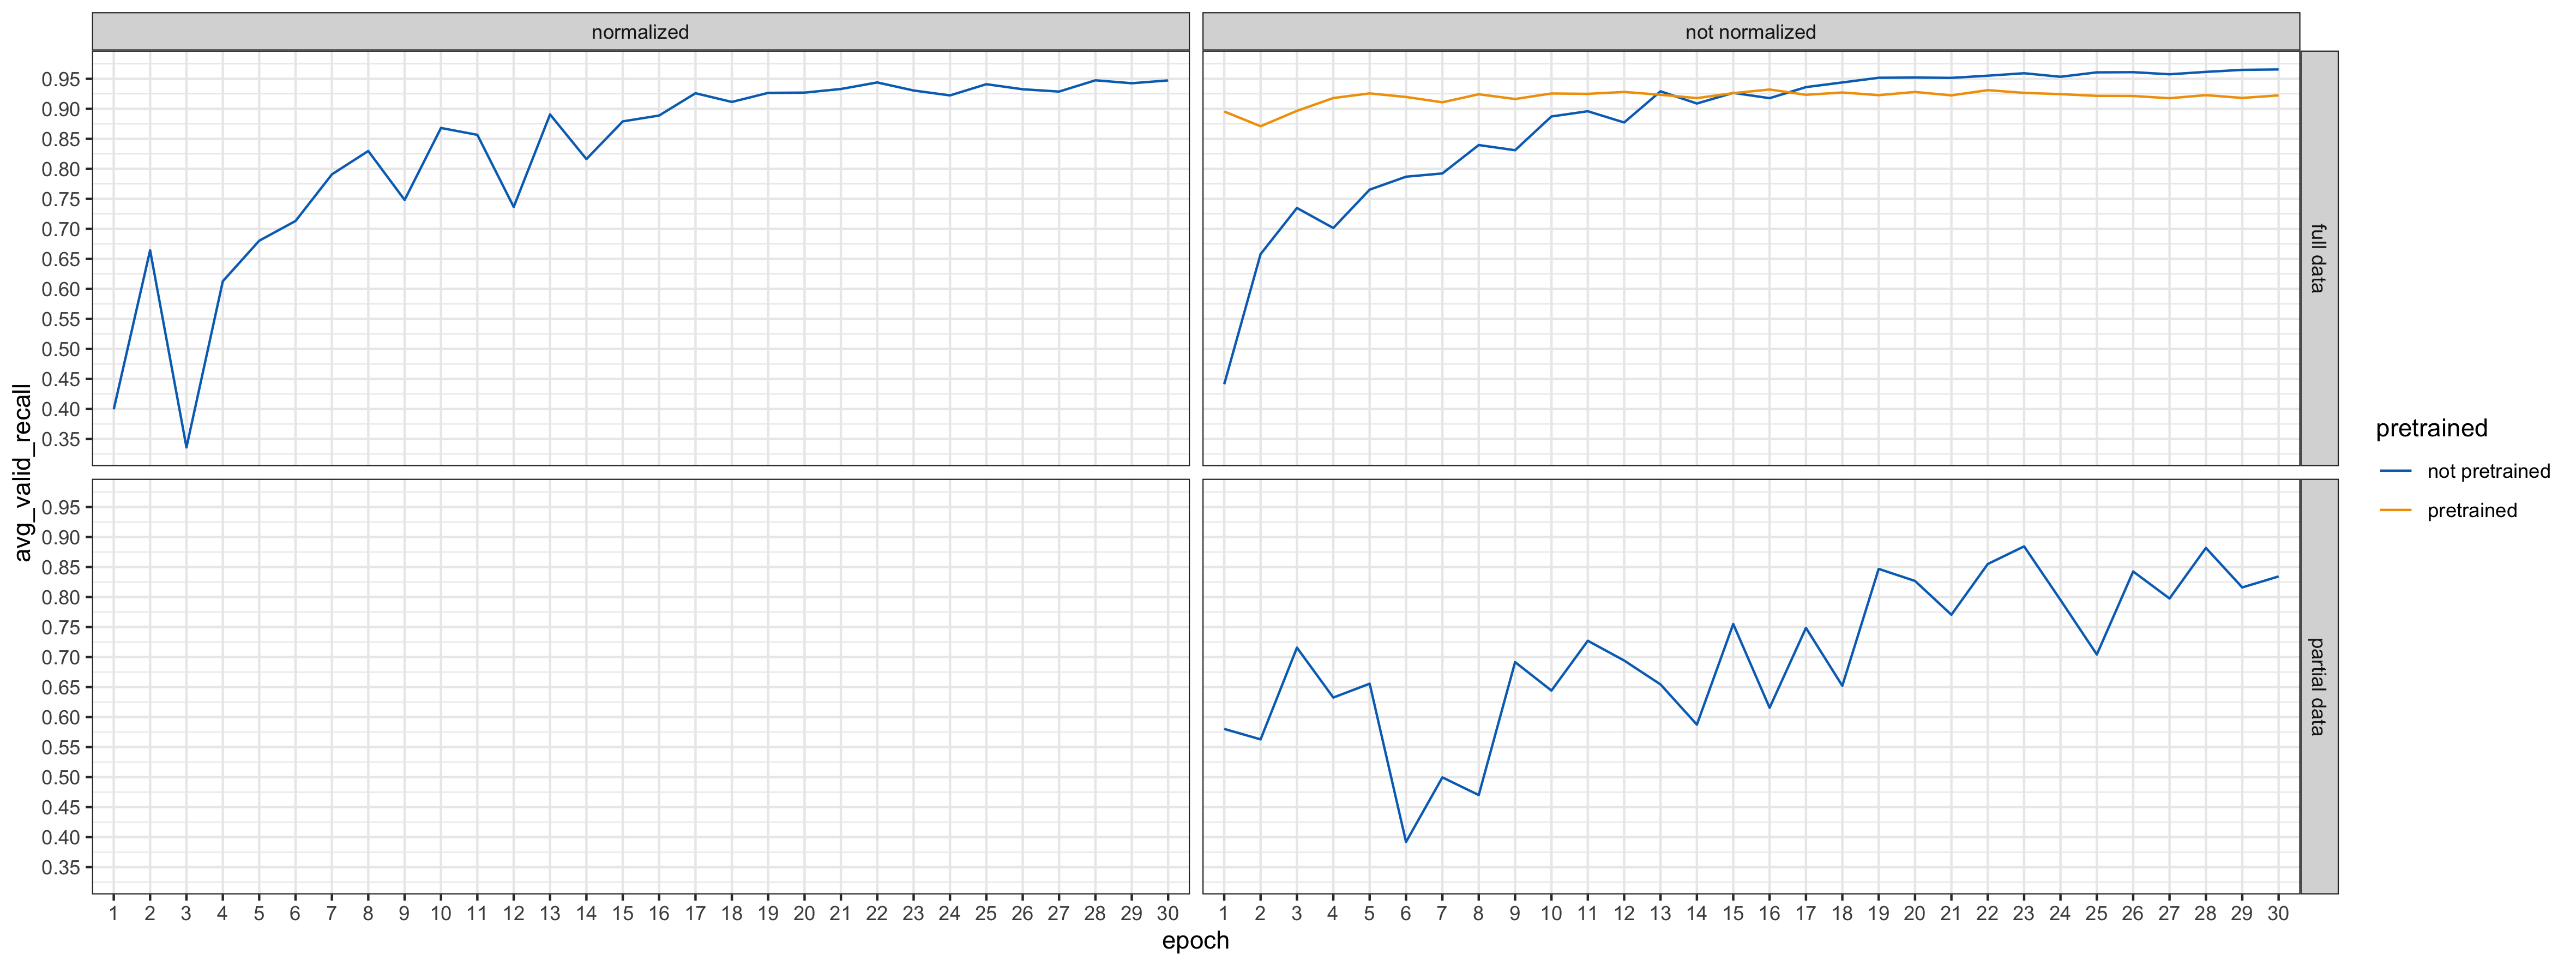 normalized
not normalized
avg_valid_recall
0.95
0.90
0.85
0.80
0.75
0.70
0.65
0.60
0.55
0.50
0.45
0.40
0.35
full data
0.95
0.90
0.85
0.80
0.75
0.70
0.65
0.60
0.55
0.50
0.45
0.40
0.35
partial data
1 2 3 4 5 6 7 8 9 10 11 12 13 14 15 16 17 18 19 20 21 22 23 24 25 26 27 28 29 30
1 2 3 4 5 6 7 8 9 10 11 12 13 14 15 16 17 18 19 20 21 22 23 24 25 26 27 28 29 30
epoch
pretrained
not pretrained
pretrained